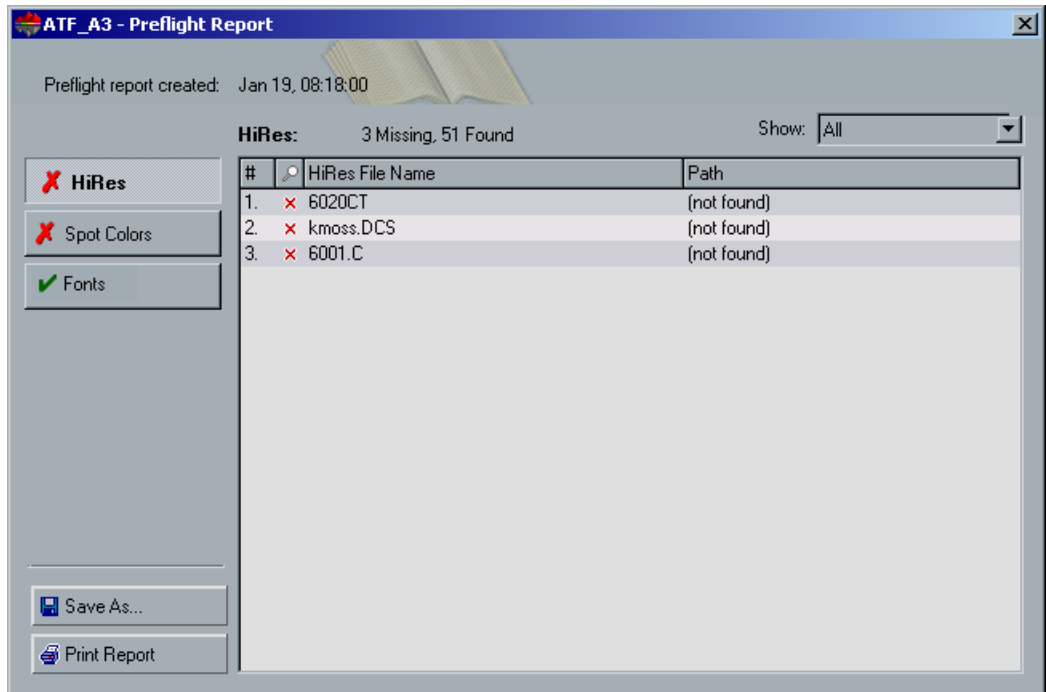 ATF_A3 - Preflight Report
Preflight report created: Jan 19, 08:18:00
HiRes: 3 Missing, 51 Found Show: All
HiRes
Spot Colors
Fonts
# HiRes File Name Path
1. 6020CT (not found)
2. kmoss.DCS (not found)
3. 6001.C (not found)
Save As...
Print Report